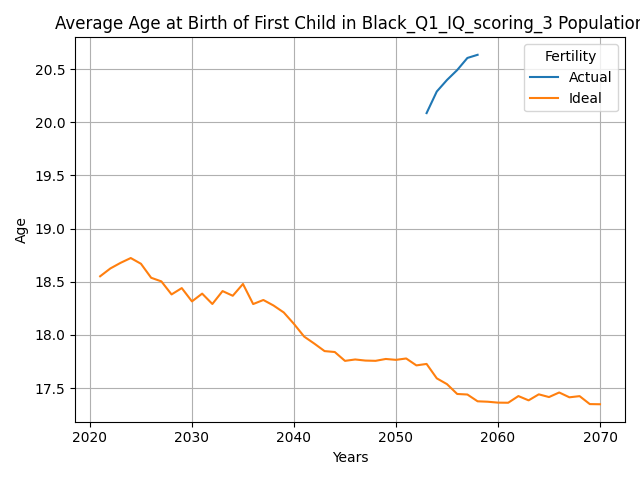 Average Age at Birth of First Child in Black_Q1_IQ_scoring_3 Population
Fertility
Actual
Ideal
20.5
20.0
19.5
19.0
18.5
18.0
17.5
Age
2020
2030
2040
2050
2060
2070
Years